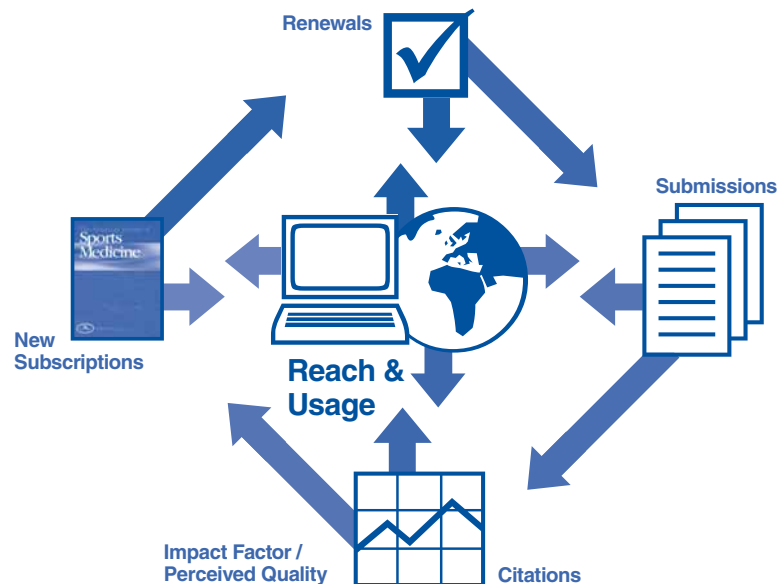 Renewals
Submissions
Sports
Medicine
New
Subscriptions
Reach &
Usage
Impact Factor /
Perceived Quality
Citations